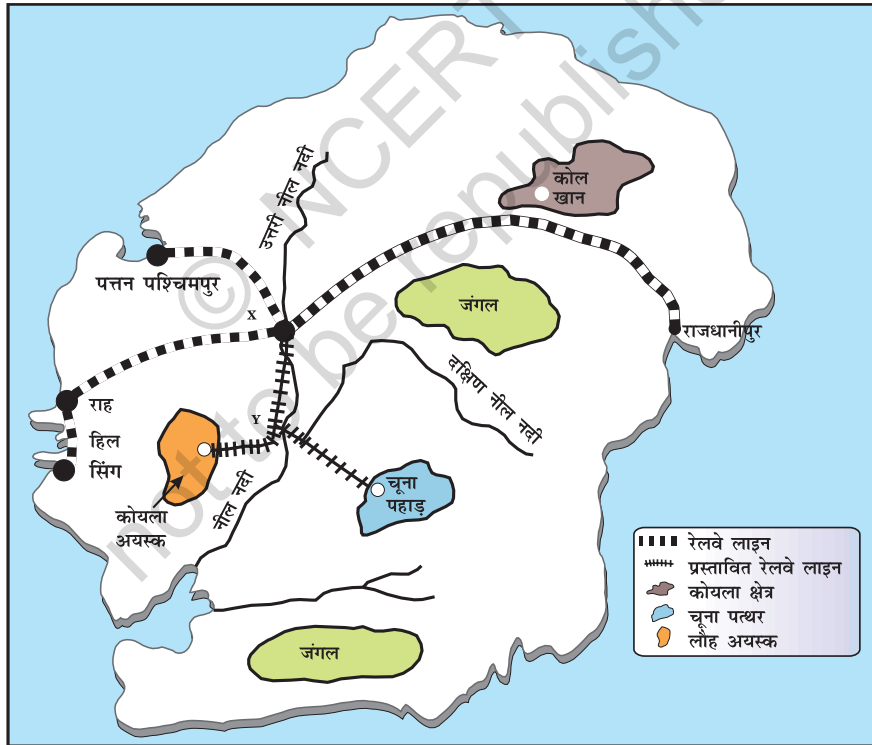 © NCERT
not to be republished
उत्तरी नील नदी
कोल
खान
पत्तन पश्चिमपुर
X
जंगल
राजधानीपुर
दक्षिण नील नदी
राह
Y
हिल
सिंग
चूना
पहाड़
नील नदी
कोयला
अयस्क
रेलवे लाइन
प्रस्तावित रेलवे लाइन
कोयला क्षेत्र
चूना पत्थर
लौह अयस्क
जंगल